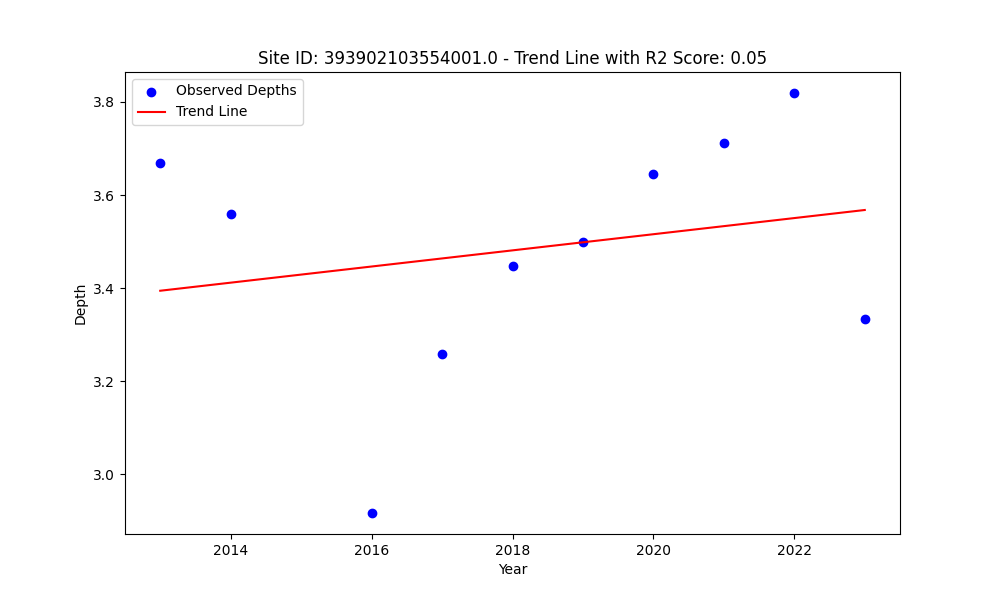 Site ID: 393902103554001.0 - Trend Line with R2 Score: 0.05
Observed Depths
Trend Line
3.8
3.6
3.4
3.2
3.0
Depth
2014 2016 2018 2020 2022
Year